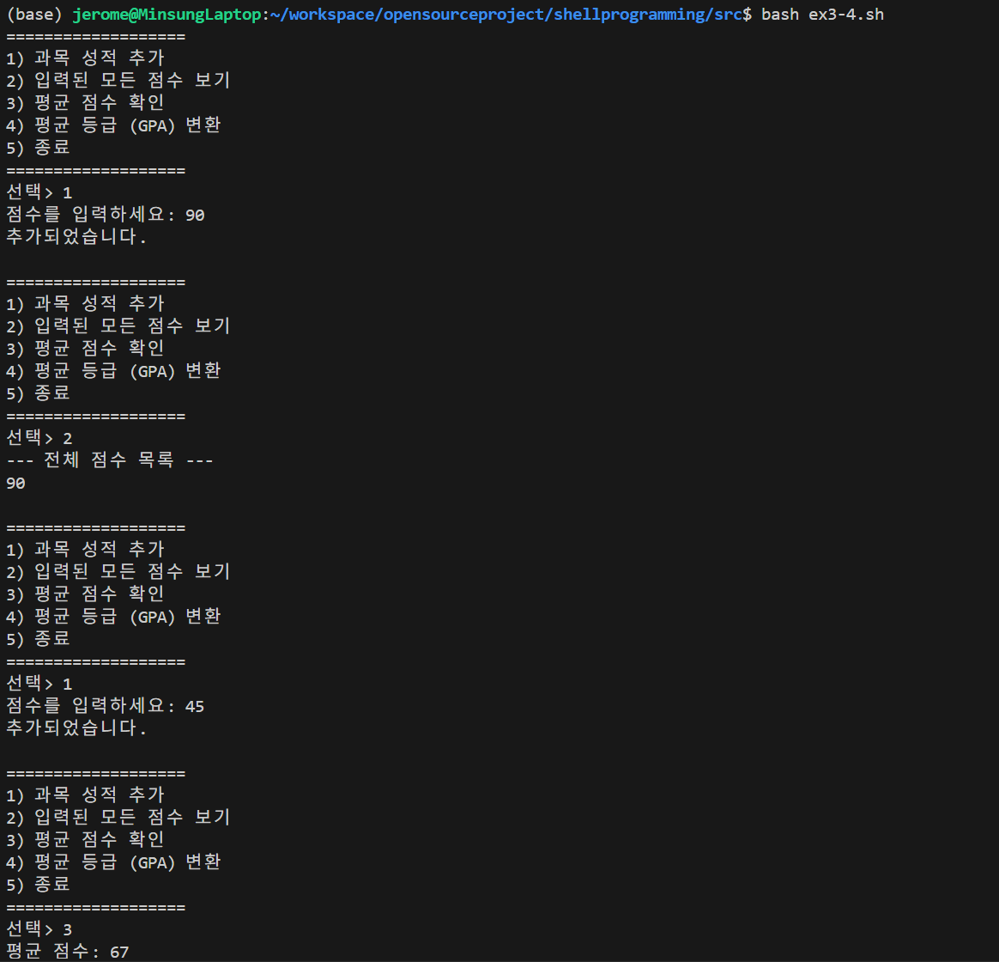 (base) jerome@MinsungLaptop:~/workspace/opensourceproject/shellprogramming/src$ bash ex3-4.sh
===================
1) 과목 성적 추가
2) 입력된 모든 점수 보기
3) 평균 점수 확인
4) 평균 등급 (GPA) 변환
5) 종료
===================
선택> 1
점수를 입력하세요: 90
추가되었습니다.

===================
1) 과목 성적 추가
2) 입력된 모든 점수 보기
3) 평균 점수 확인
4) 평균 등급 (GPA) 변환
5) 종료
===================
선택> 2
--- 전체 점수 목록 ---
90

===================
1) 과목 성적 추가
2) 입력된 모든 점수 보기
3) 평균 점수 확인
4) 평균 등급 (GPA) 변환
5) 종료
===================
선택> 1
점수를 입력하세요: 45
추가되었습니다.

===================
1) 과목 성적 추가
2) 입력된 모든 점수 보기
3) 평균 점수 확인
4) 평균 등급 (GPA) 변환
5) 종료
===================
선택> 3
평균 점수: 67